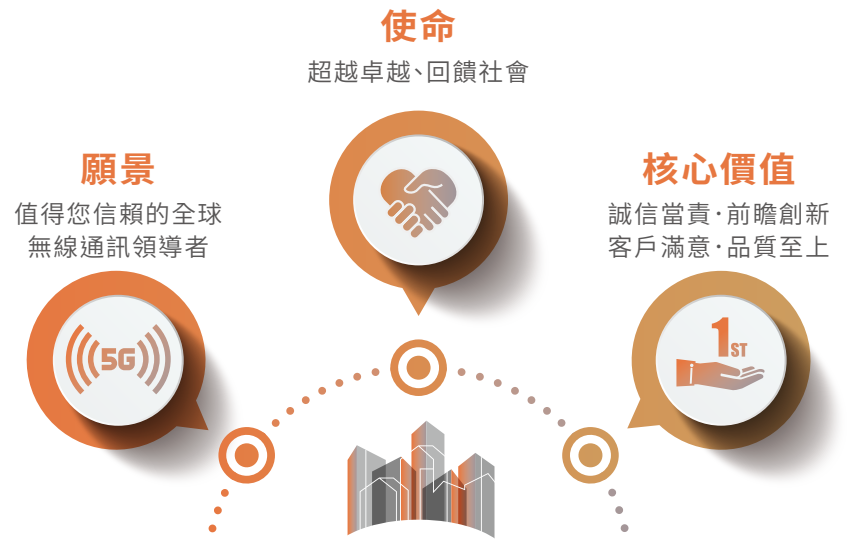 使命
超越卓越、回饋社會
願景
值得您信賴的全球
無線通訊領導者
核心價值
誠信當責·前瞻創新
客戶滿意·品質至上
5G
1ST